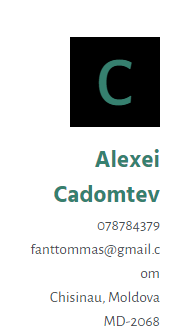 C
Alexei
Cadomtev
078784379
fanttommas@gmail.c
om
Chisinau, Moldova
MD-2068